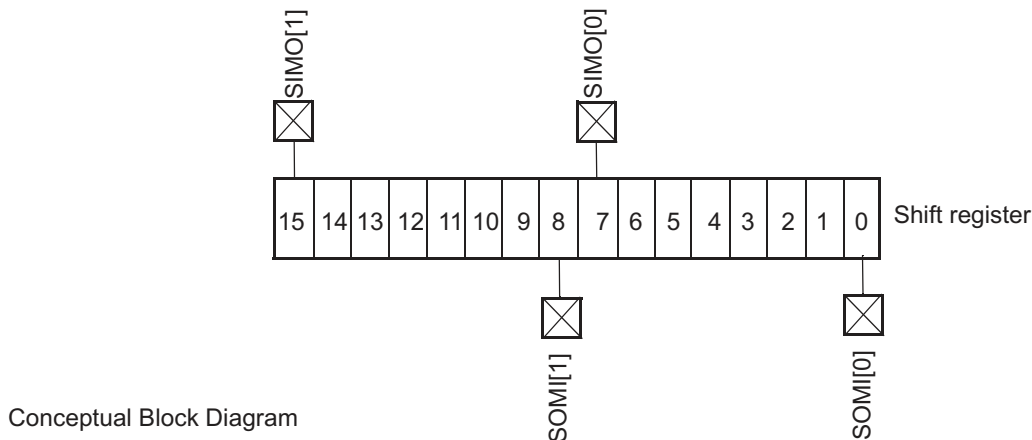 SIMO[1]
SIMO[0]
15 14 13 12 11 10 9 8 7 6 5 4 3 2 1 0
Shift register
SOMI[1]
SOMI[0]
Conceptual Block Diagram